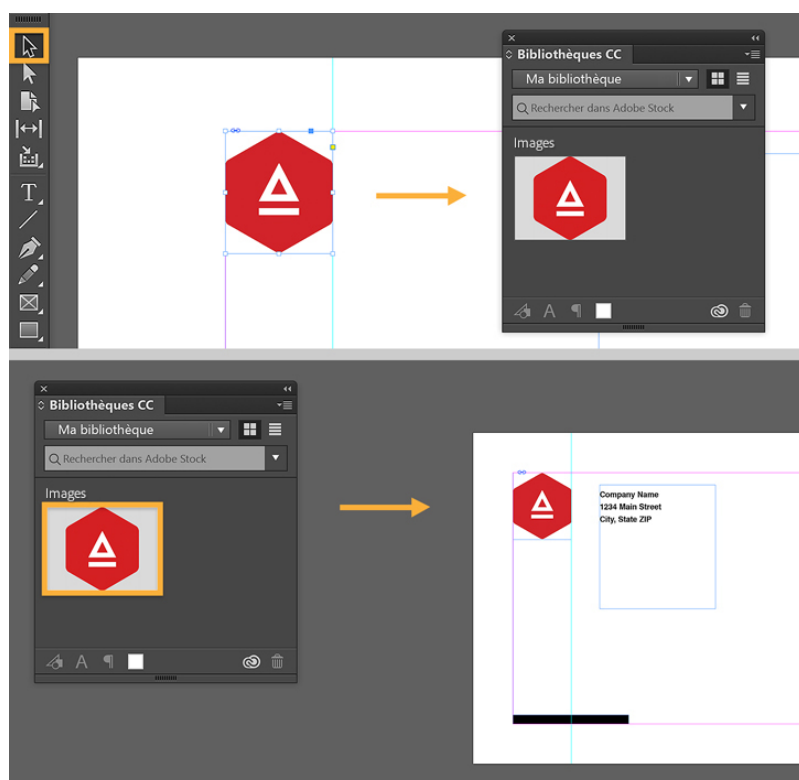 Bibliothèques CC
Ma bibliothèque
Rechercher dans Adobe Stock
Images
Bibliothèques CC
Ma bibliothèque
Rechercher dans Adobe Stock
Images
Company Name
1234 Main Street
City, State ZIP